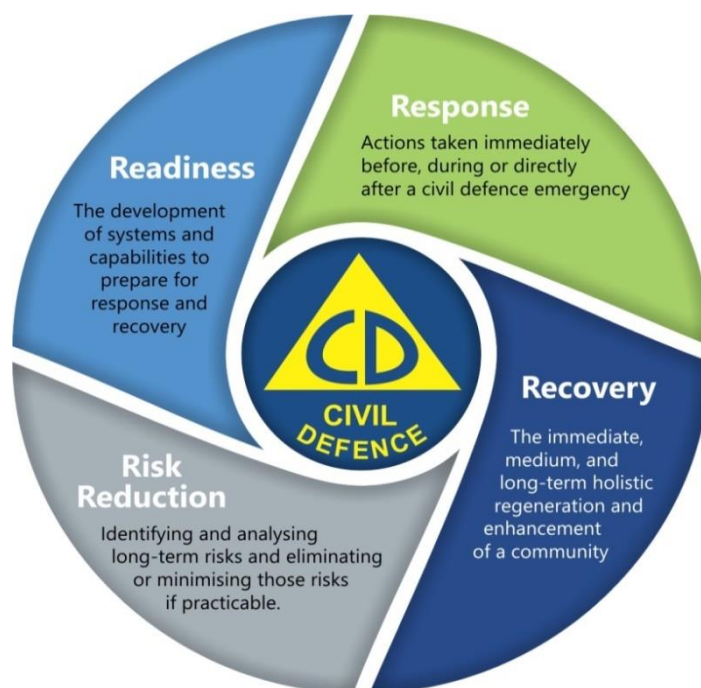 Response
Actions taken immediately
before, during or directly
after a civil defence emergency
Readiness
The development
of systems and
capabilities to
prepare for
response and
recovery
CD
CIVIL
DEFENCE
Recovery
The immediate,
medium, and
long-term holistic
regeneration and
enhancement
of a community
Risk
Reduction
Identifying and analysing
long-term risks and eliminating
or minimising those risks
if practicable.